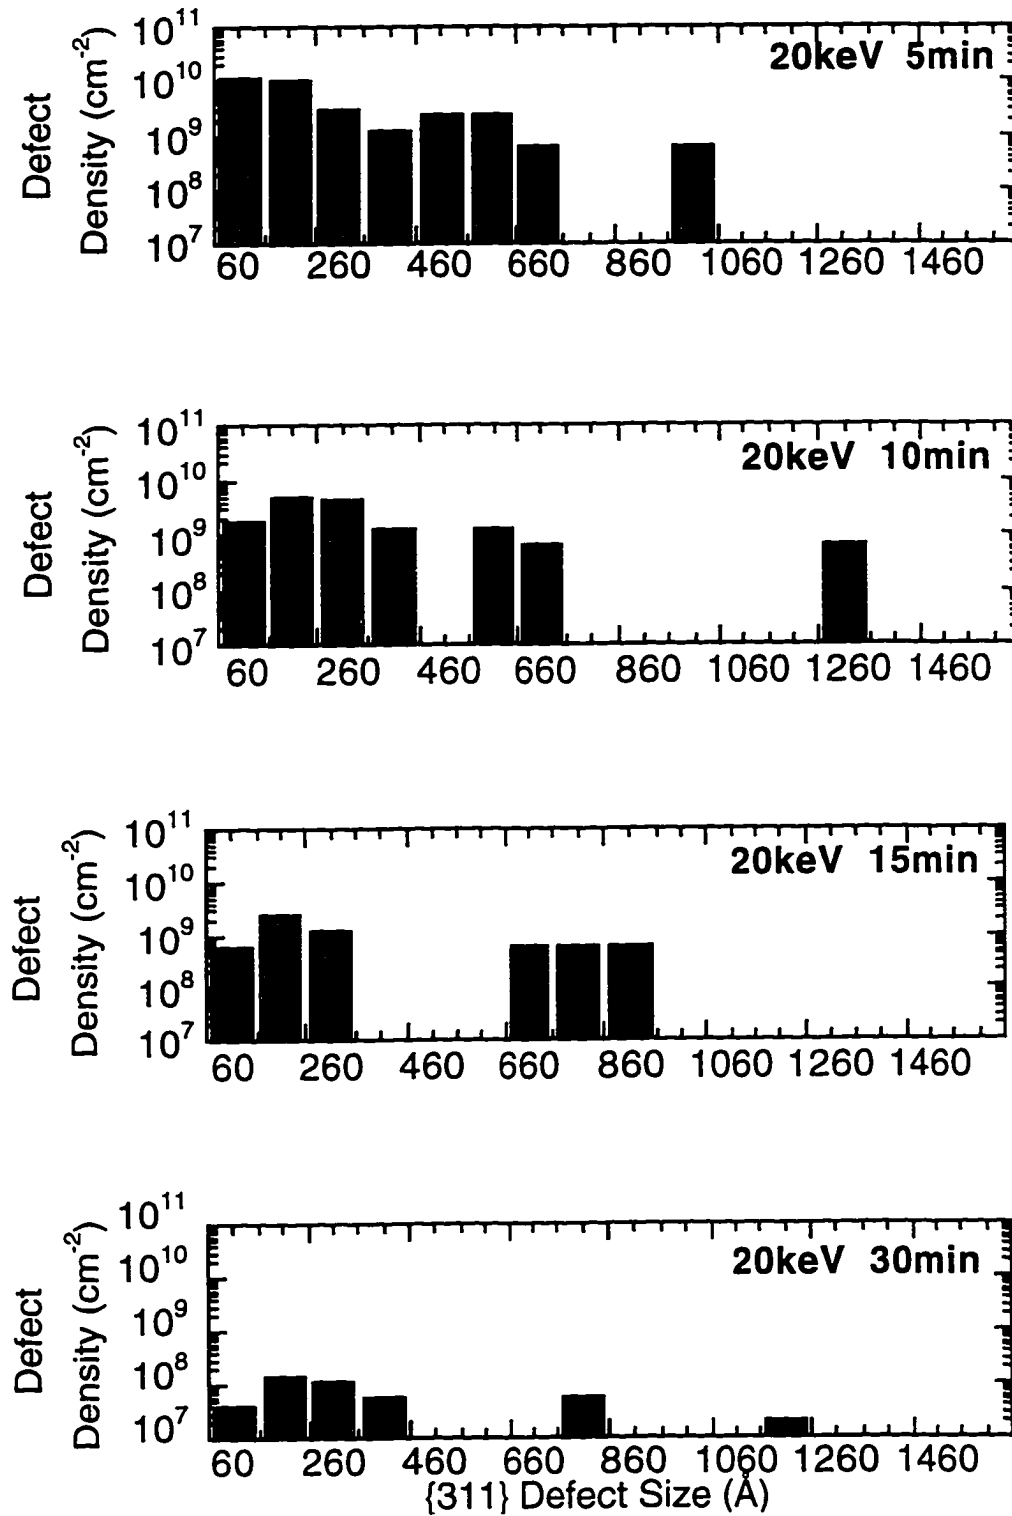 10^11
10^10
10^9
10^8
10^7
Defect
Density (cm^-2)
20keV 5min
60 260 460 660 860 1060 1260 1460
10^11
10^10
10^9
10^8
10^7
Defect
Density (cm^-2)
20keV 10min
60 260 460 660 860 1060 1260 1460
10^11
10^10
10^9
10^8
10^7
Defect
Density (cm^-2)
20keV 15min
60 260 460 660 860 1060 1260 1460
10^11
10^10
10^9
10^8
10^7
Defect
Density (cm^-2)
20keV 30min
60 260 460 660 860 1060 1260 1460
{311} Defect Size (Å)